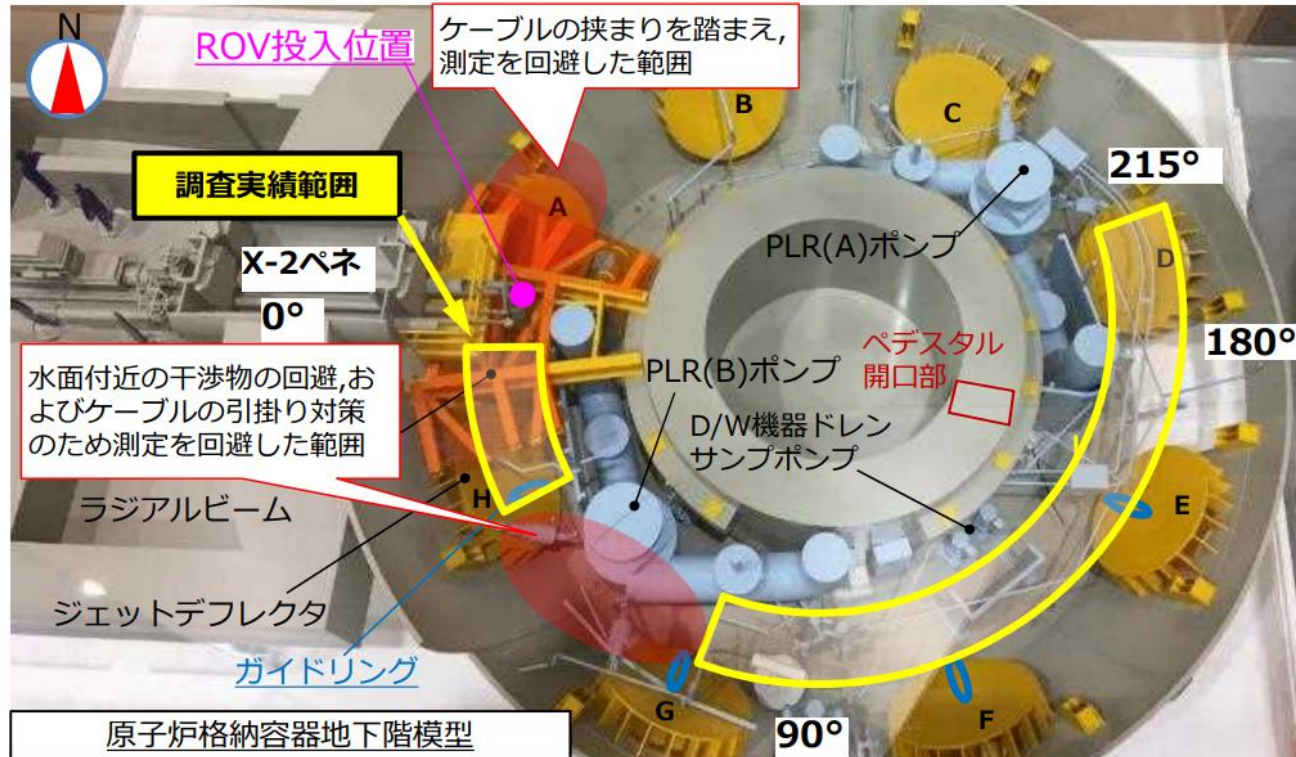 N
ROV投入位置
ケーブルの挟まりを踏まえ,
測定を回避した範囲
B
C
215°
調査実績範囲
A
D
PLR(A)ポンプ
X-2ペネ
0°
180°
ペデスタル
開口部
水面付近の干渉物の回避,お
よびケーブルの引掛り対策
のため測定を回避した範囲
PLR(B)ポンプ
D/W機器ドレン
サンプポンプ
H
E
ラジアルビーム
ジェットデフレクタ
ガイドリング
G
F
90°
原子炉格納容器地下階模型